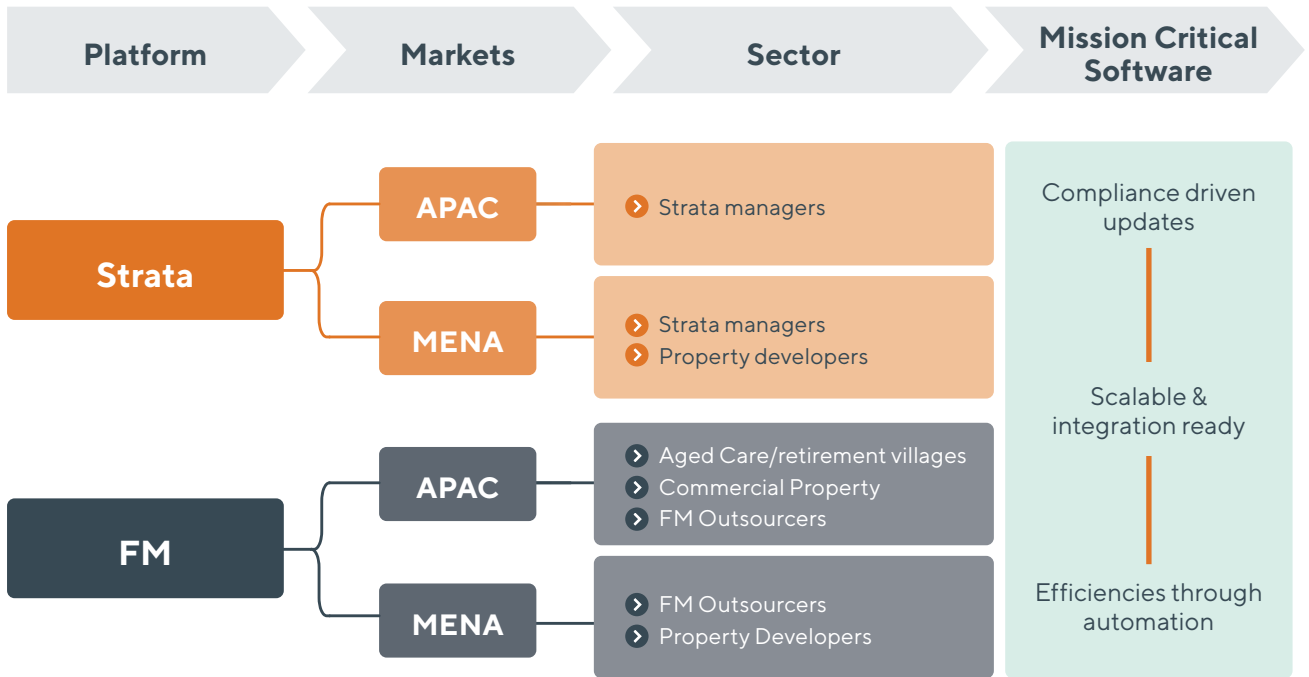 Platform
Markets
Sector
Mission Critical
Software
Strata
APAC
Strata managers
MENA
Strata managers
Property developers
FM
APAC
Aged Care/retirement villages
Commercial Property
FM Outsourcers
MENA
FM Outsourcers
Property Developers
Compliance driven
updates
Scalable &
integration ready
Efficiencies through
automation